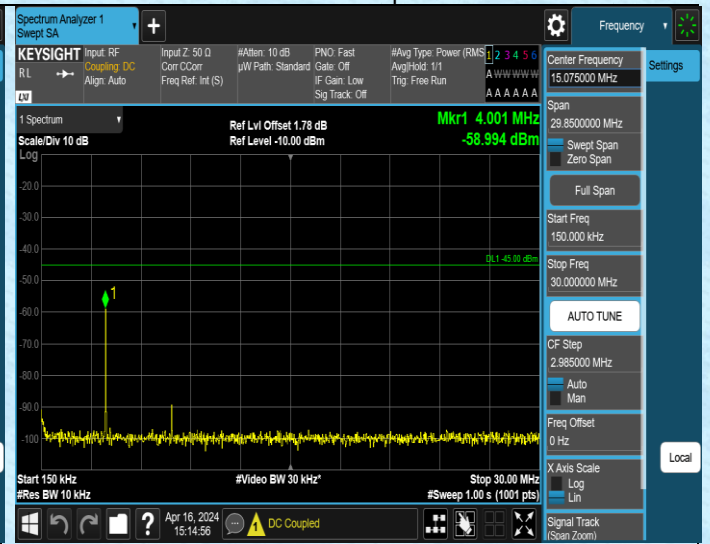 Spectrum Analyzer 1
Swept SA
+
Frequency
KEYSIGHT
RL
LXI
Input: RF
Coupling: DC
Align: Auto
Input Z: 50 Ω
Corr CCorr
Freq Ref: Int (S)
#Atten: 10 dB
µW Path: Standard
PNO: Fast
Gate: Off
IF Gain: Low
Sig Track: Off
#Avg Type: Power (RMS
Avg|Hold: 1/1
Trig: Free Run
1 2 3 4 5 6
A W W W W W
A A A A A A
1 Spectrum
Scale/Div 10 dB
Log
Ref Lvl Offset 1.78 dB
Ref Level -10.00 dBm
Mkr1 4.001 MHz
-58.994 dBm
-20.0
-30.0
-40.0
DL1 -45.00 dBm
-50.0
1
-60.0
-70.0
-80.0
-90.0
-100
Start 150 kHz
#Res BW 10 kHz
#Video BW 30 kHz*
Stop 30.00 MHz
#Sweep 1.00 s (1001 pts)
?
Apr 16, 2024
15:14:56
DC Coupled
Center Frequency
15.075000 MHz
Settings
Span
29.8500000 MHz
Swept Span
Zero Span
Full Span
Start Freq
150.000 kHz
Stop Freq
30.000000 MHz
AUTO TUNE
CF Step
2.985000 MHz
Auto
Man
Freq Offset
0 Hz
X Axis Scale
Log
Lin
Local
Signal Track
(Span Zoom)